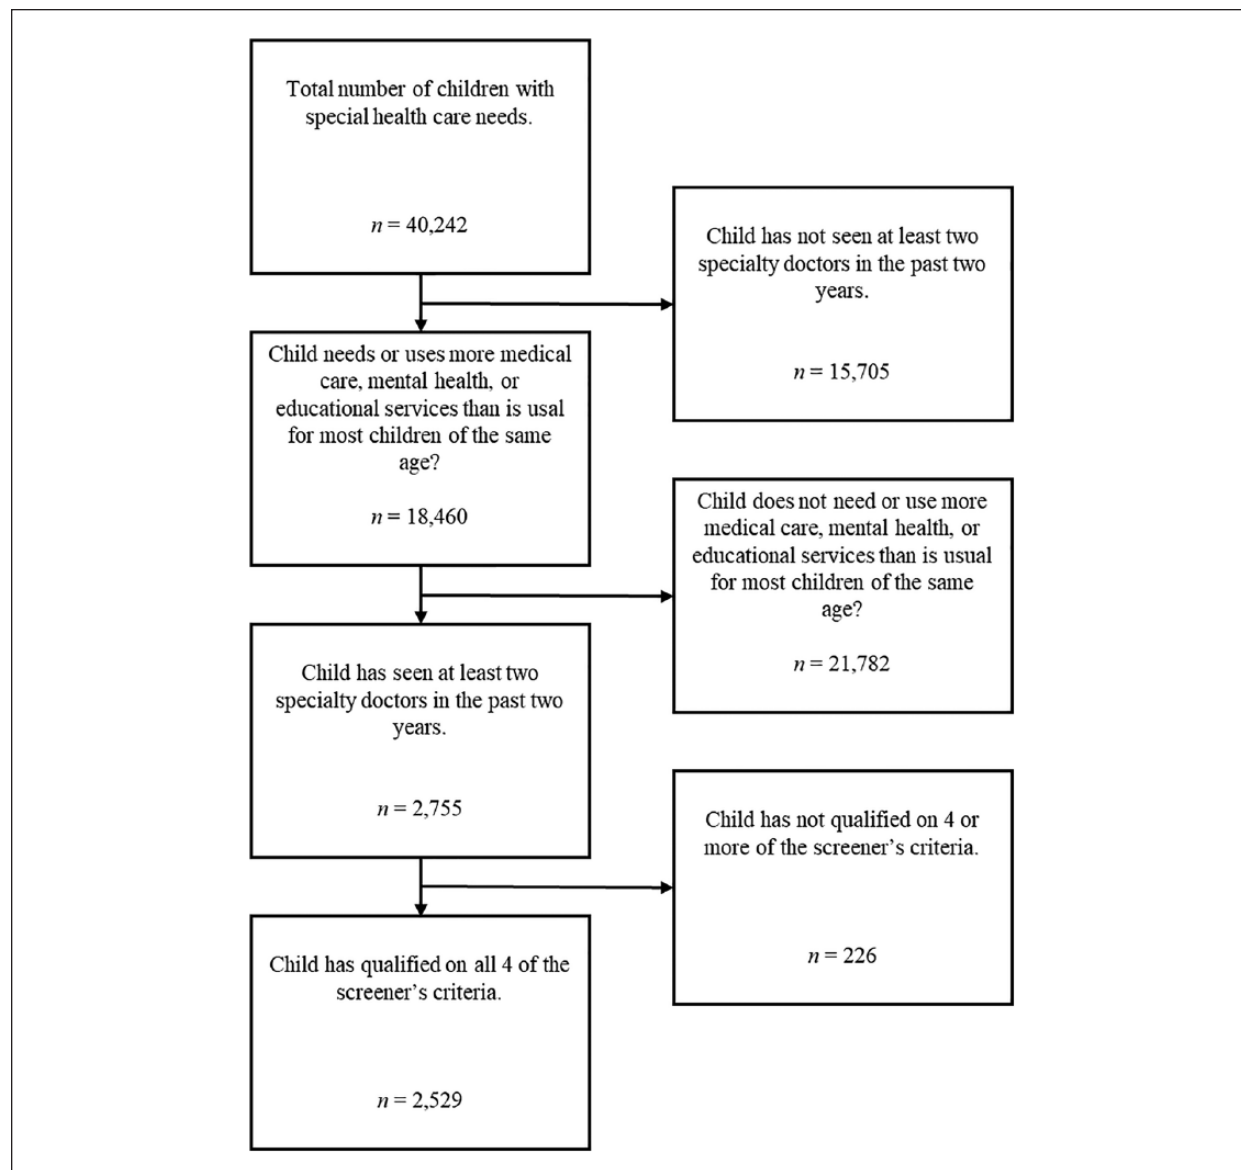 Total number of children with
special health care needs.
n = 40,242
Child has not seen at least two
specialty doctors in the past two
years.
n = 15,705
Child needs or uses more medical
care, mental health, or
educational services than is usal
for most children of the same
age?
n = 18,460
Child does not need or use more
medical care, mental health, or
educational services than is usual
for most children of the same
age?
n = 21,782
Child has seen at least two
specialty doctors in the past two
years.
n = 2,755
Child has not qualified on 4 or
more of the screener’s criteria.
n = 226
Child has qualified on all 4 of the
screener’s criteria.
n = 2,529